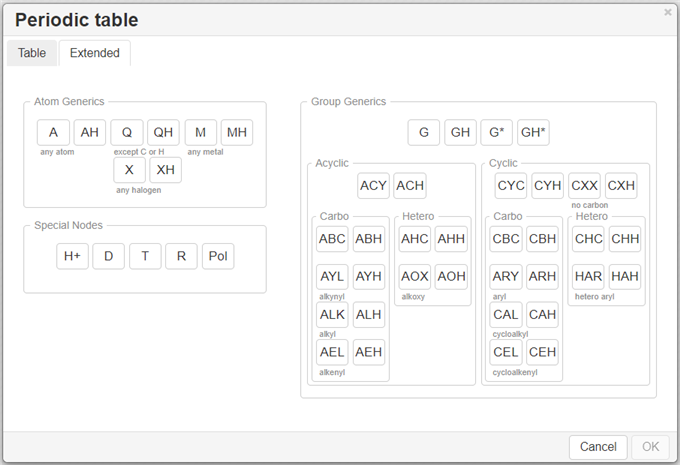 Periodic table
×
Table Extended
Atom Generics
A AH Q QH M MH
any atom except C or H any metal
X XH
any halogen
Special Nodes
H+ D T R Pol
Group Generics
G GH G* GH*
Acyclic
ACY ACH
Carbo
ABC ABH
AYL AYH
alkynyl
ALK ALH
alkyl
AEL AEH
alkenyl
Hetero
AHC AHH
AOX AOH
alkoxy
Cyclic
CYC CYH CXX CXH
no carbon
Carbo
CBC CBH
ARY ARH
aryl
CAL CAH
cycloalkyl
CEL CEH
cycloalkenyl
Hetero
CHC CHH
HAR HAH
hetero aryl
Cancel OK